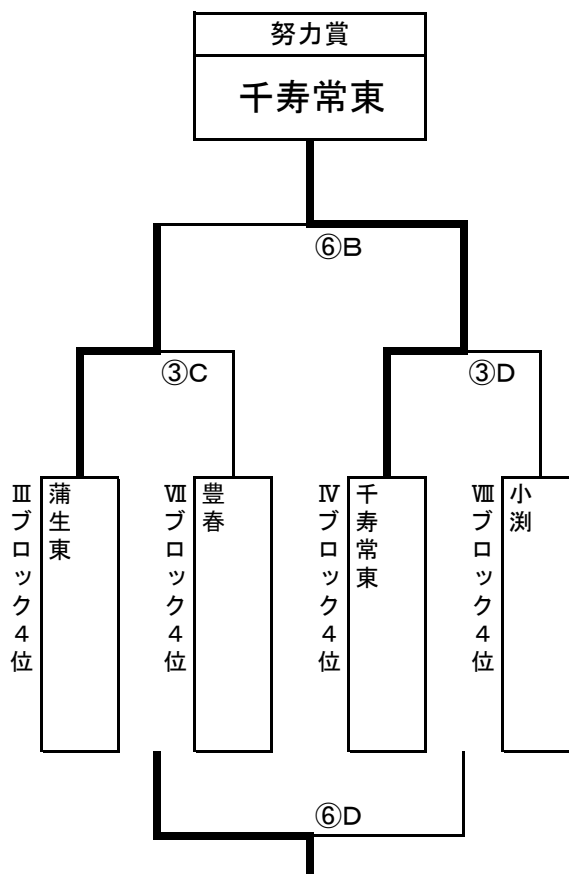 努力賞
千寿常東
⑥B
③C
③D
Ⅲブロック4位
蒲生東
Ⅶブロック4位
豊春
Ⅳブロック4位
千寿常東
Ⅷブロック4位
小渕
⑥D